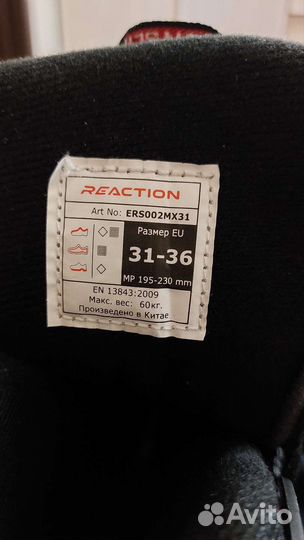 REACTION
Art No: ERS002MX31
Размер EU
31-36
MP 195-230 mm
EN 13843:2009
Макс. вес: 60кг.
Произведено в Китае
Avito